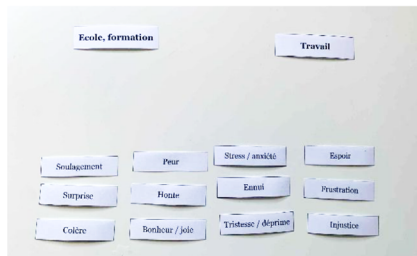 Ecole, formation
Travail
Soulagement
Peur
Stress / anxiété
Espoir
Surprise
Honte
Ennui
Frustration
Colère
Bonheur / joie
Tristesse / déprime
Injustice